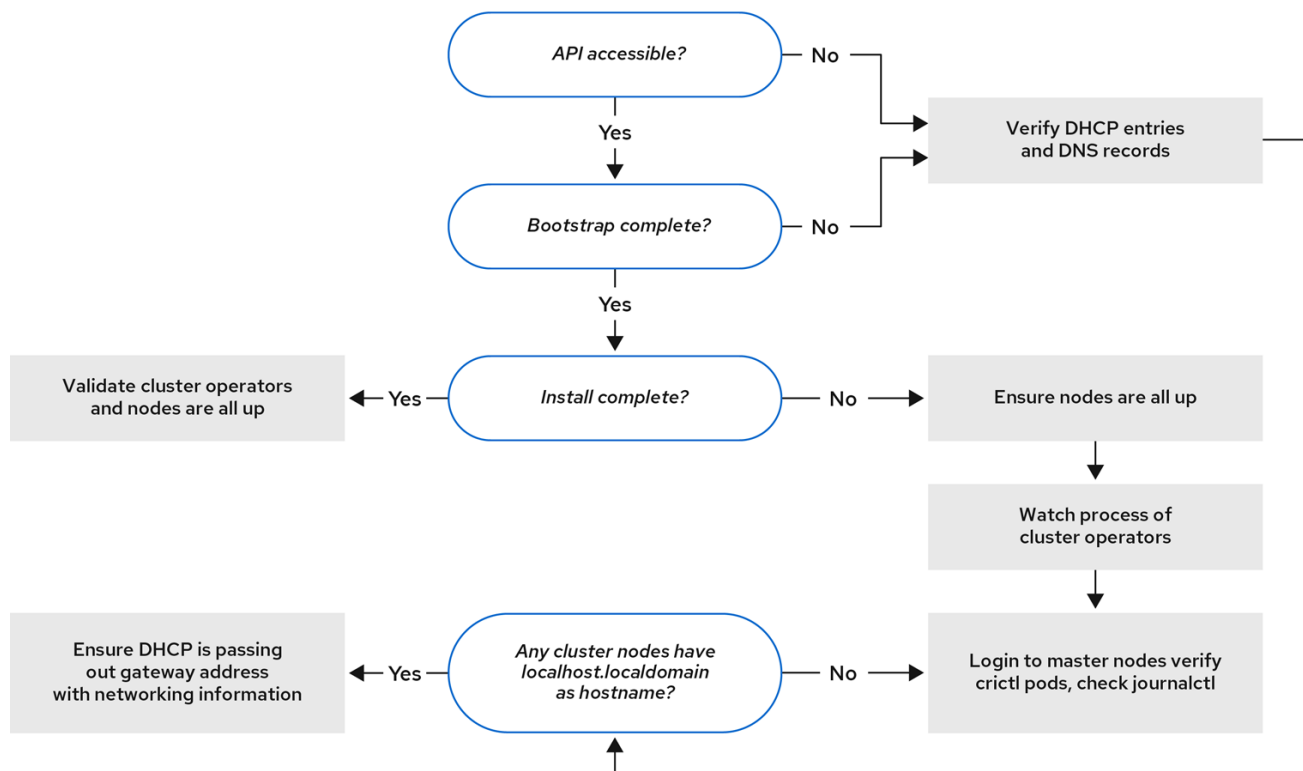 API accessible?
No
Verify DHCP entries
and DNS records
Yes
Bootstrap complete?
No
Yes
Validate cluster operators
and nodes are all up
Yes
Install complete?
No
Ensure nodes are all up
Watch process of
cluster operators
Ensure DHCP is passing
out gateway address
with networking information
Yes
Any cluster nodes have
localhost.localdomain
as hostname?
No
Login to master nodes verify
crictl pods, check journalctl